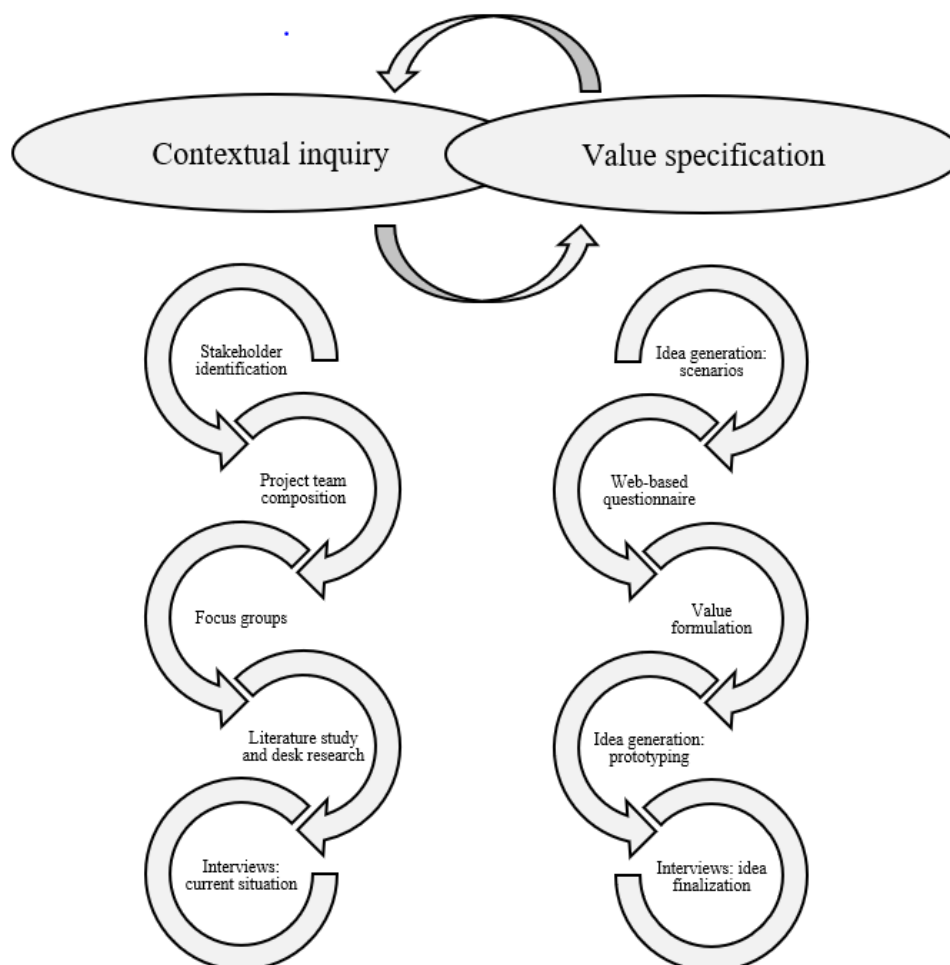 Contextual inquiry
Value specification
Stakeholder
identification
Project team
composition
Focus groups
Literature study
and desk research
Interviews:
current situation
Idea generation:
scenarios
Web-based
questionnaire
Value
formulation
Idea generation:
prototyping
Interviews: idea
finalization